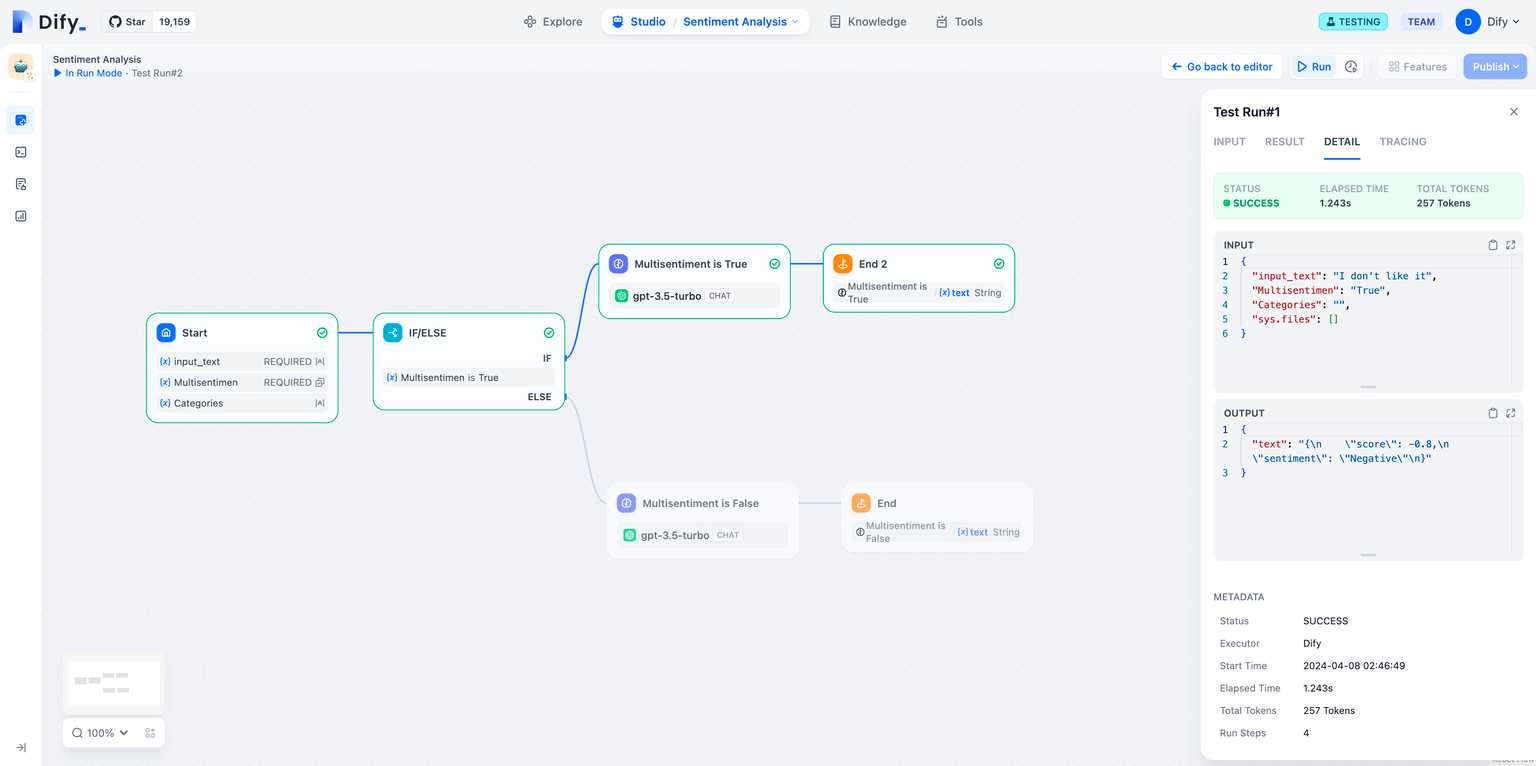 Dify_
Star 19,159
Explore
Studio / Sentiment Analysis
Knowledge
Tools
TESTING
TEAM
D Dify
Sentiment Analysis
In Run Mode · Test Run#2
Go back to editor
Run
Features
Publish
Start
input_text REQUIRED
Multisentimen REQUIRED
Categories
IF/ELSE
IF
Multisentimen is True
ELSE
Multisentiment is True
gpt-3.5-turbo CHAT
End 2
Multisentiment is
True
/ {x} text String
Multisentiment is False
gpt-3.5-turbo CHAT
End
Multisentiment is
False
/ {x} text String
100%
Test Run#1
INPUT RESULT DETAIL TRACING
STATUS ELAPSED TIME TOTAL TOKENS
SUCCESS 1.243s 257 Tokens
INPUT
1 {
2 "input_text": "I don't like it",
3 "Multisentimen": "True",
4 "Categories": "",
5 "sys.files": []
6 }
OUTPUT
1 {
2 "text": "{\n    \"score\": -0.8,\n
\"sentiment\": \"Negative\"\n}"
3 }
METADATA
Status SUCCESS
Executor Dify
Start Time 2024-04-08 02:46:49
Elapsed Time 1.243s
Total Tokens 257 Tokens
Run Steps 4